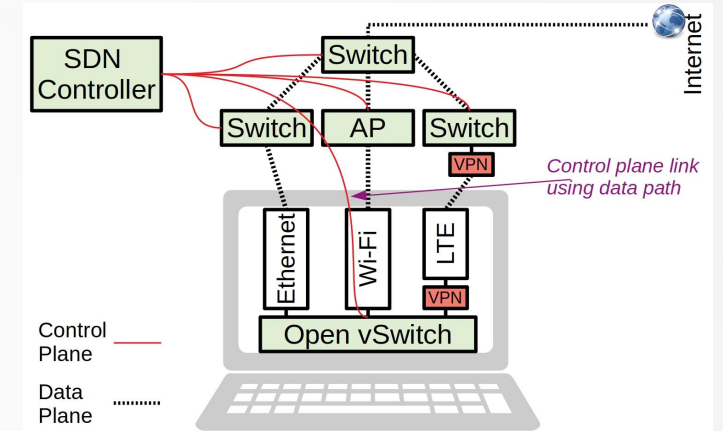 SDN
Controller
Switch
Internet
Switch
AP
Switch
VPN
Control plane link
using data path
Ethernet
Wi-Fi
LTE
VPN
Open vSwitch
Control
Plane
Data
Plane